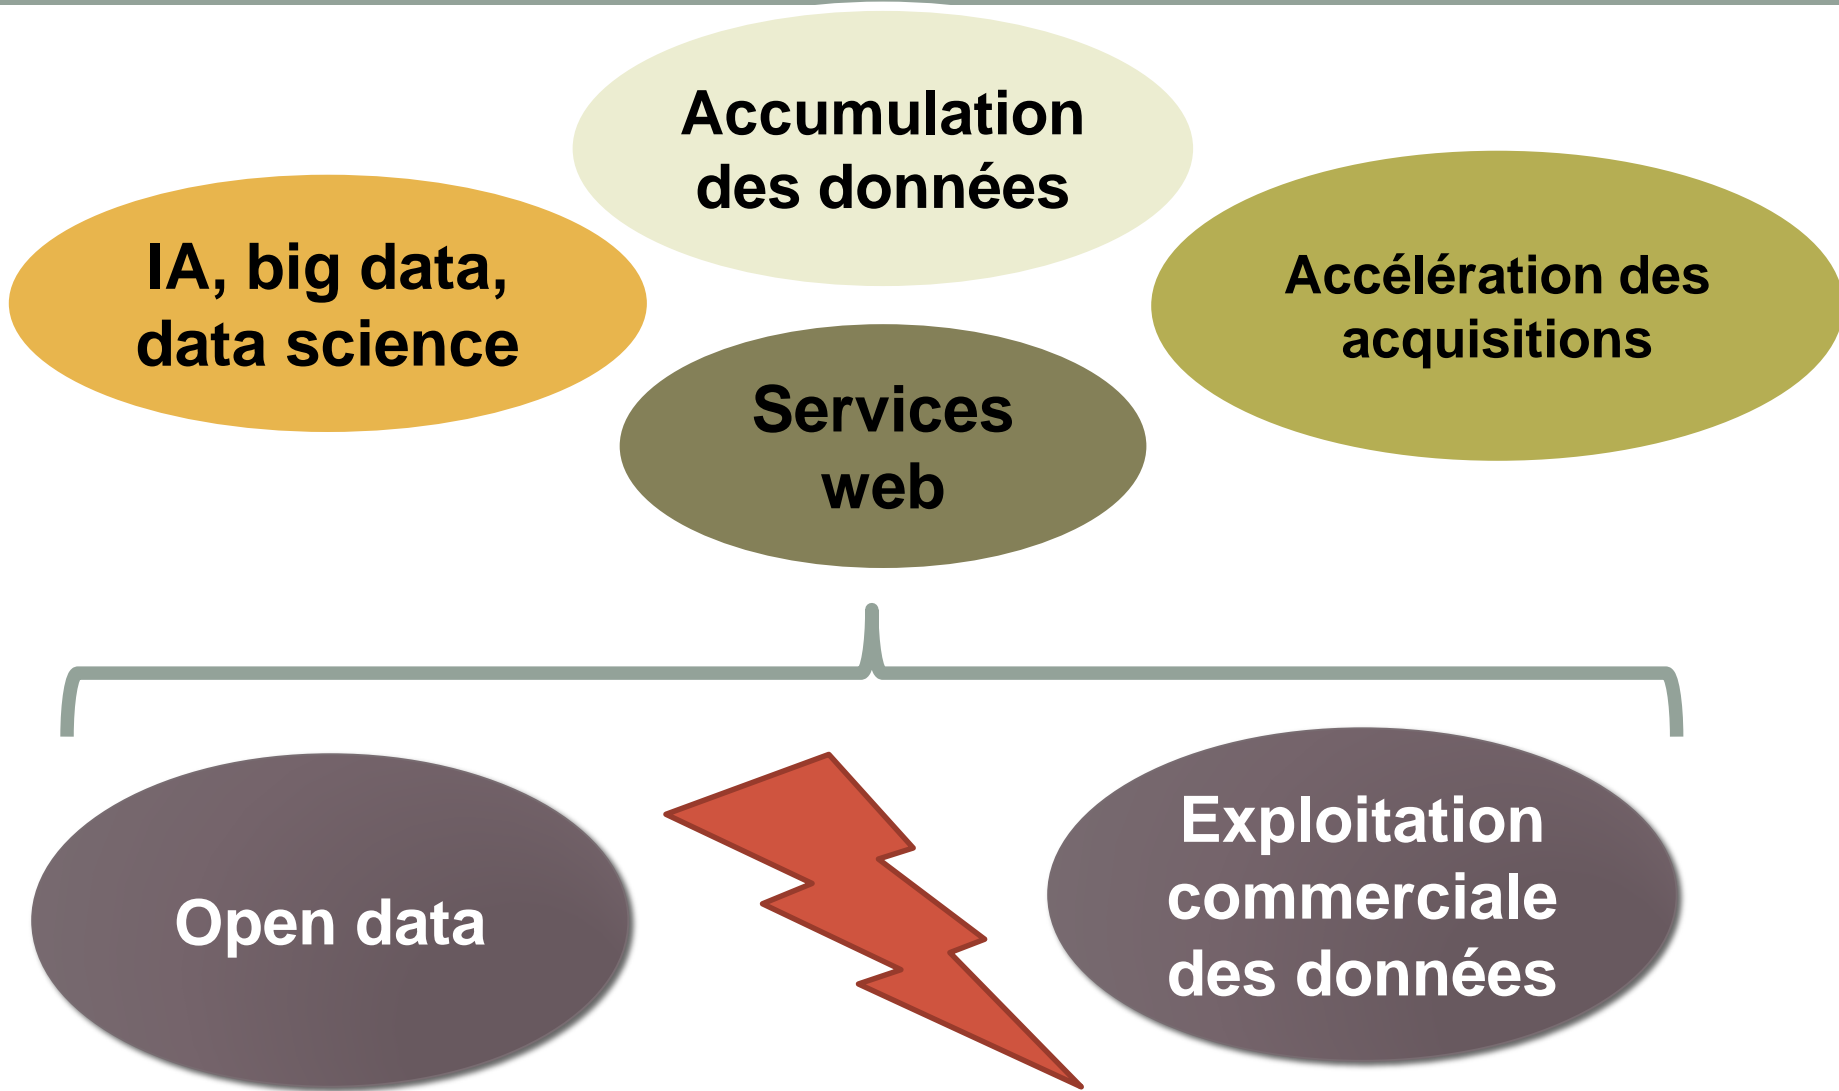 Accumulation
des données
IA, big data,
data science
Accélération des
acquisitions
Services
web
Open data
Exploitation
commerciale
des données